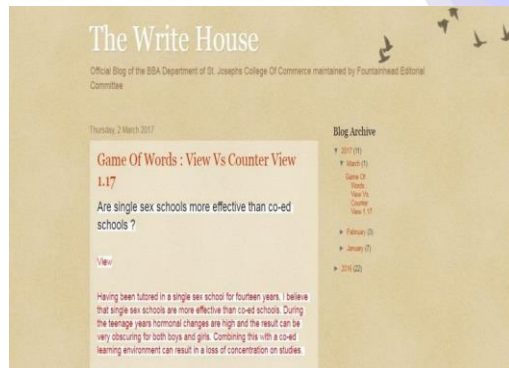 The Write House
Official Blog of the BBA Department of St. Josephs College Of Commerce maintained by Fountainhead Editorial
Committee
Thursday, 2 March 2017
Game Of Words : View Vs Counter View
1.17
Are single sex schools more effective than co-ed
schools ?
View
Having been tutored in a single sex school for fourteen years, I believe
that single sex schools are more effective than co-ed schools. During
the teenage years hormonal changes are high and the result can be
very obscuring for both boys and girls. Combining this with a co-ed
learning environment can result in a loss of concentration on studies.
Blog Archive
▼ 2017 (11)
▼ March (1)
Game Of
Words :
View Vs
Counter
View 1.17
► February (3)
► January (7)
► 2016 (22)